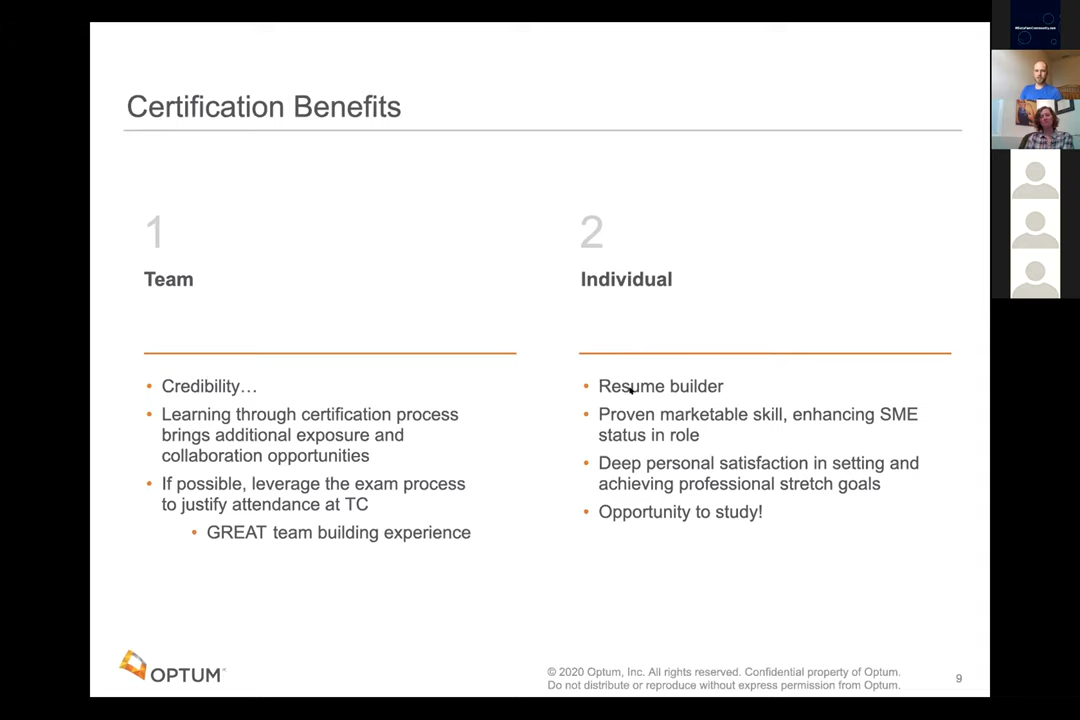 Certification Benefits
1
Team
• Credibility…
• Learning through certification process
brings additional exposure and
collaboration opportunities
• If possible, leverage the exam process
to justify attendance at TC
• GREAT team building experience
2
Individual
• Resume builder
• Proven marketable skill, enhancing SME
status in role
• Deep personal satisfaction in setting and
achieving professional stretch goals
• Opportunity to study!
OPTUM™
© 2020 Optum, Inc. All rights reserved. Confidential property of Optum.
Do not distribute or reproduce without express permission from Optum.
9